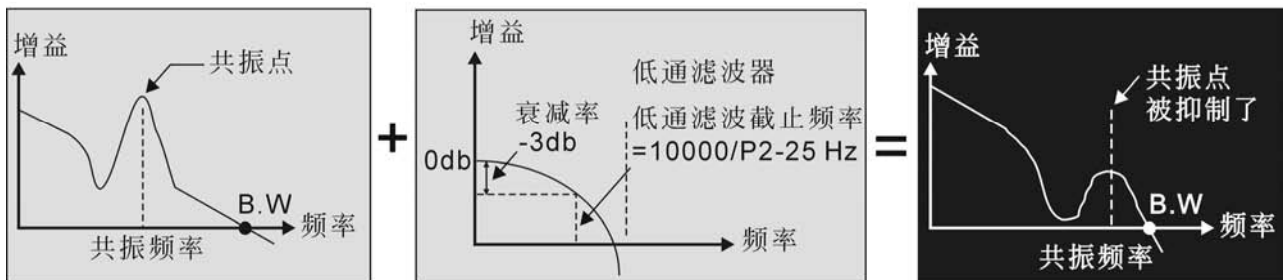 增益
共振点
B.W
频率
共振频率
+
增益
低通滤波器
衰减率
-3db
低通滤波截止频率
=10000/P2-25 Hz
0db
频率
=
增益
共振点
被抑制了
B.W
频率
共振频率